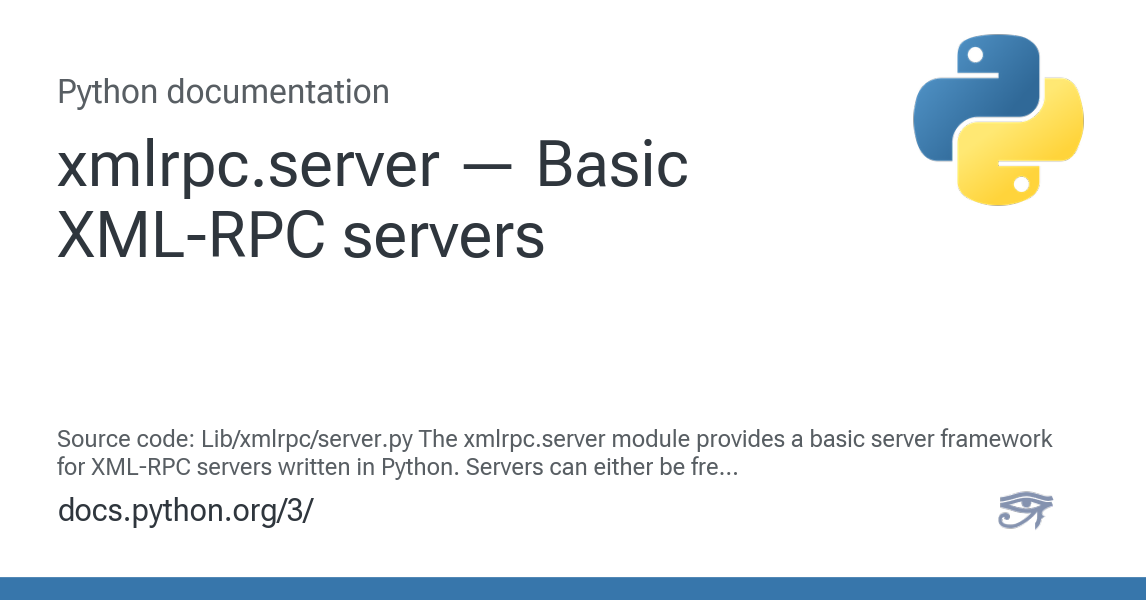 Python documentation
xmlrpc.server — Basic
XML-RPC servers
Source code: Lib/xmlrpc/server.py The xmlrpc.server module provides a basic server framework
for XML-RPC servers written in Python. Servers can either be fre...
docs.python.org/3/